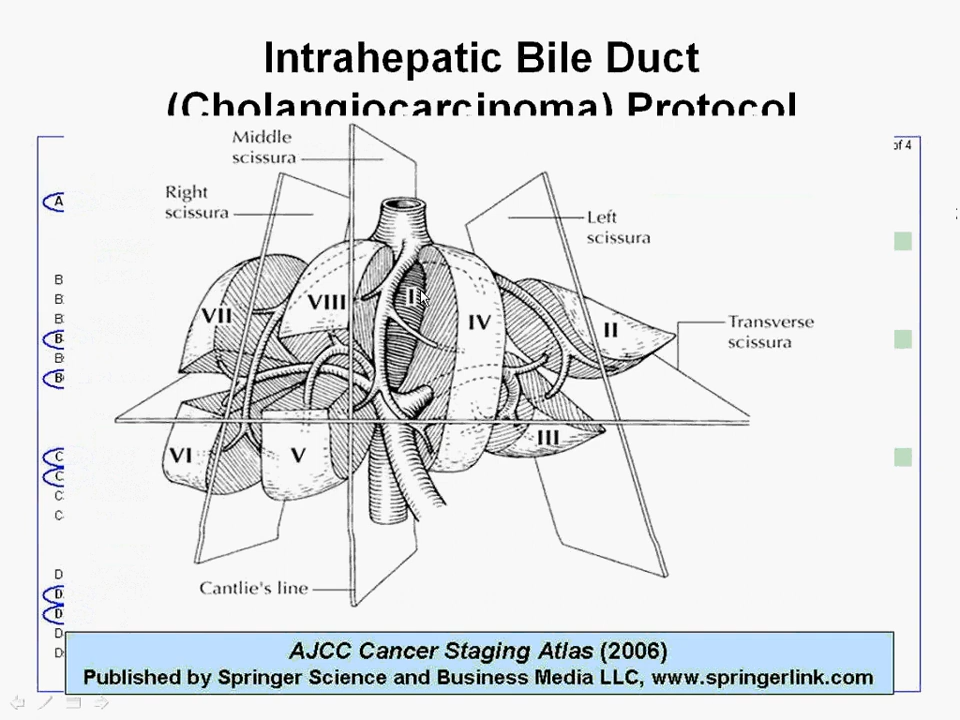 Intrahepatic Bile Duct
(Cholangiocarcinoma) Protocol
of 4
Middle
scissura
Right
scissura
Left
scissura
Transverse
scissura
VII
VIII
I
IV
II
VI
V
III
Cantlie's line
A
B
B
B
B
B
B
C
C
C
C
D
D
D
D
D
AJCC Cancer Staging Atlas (2006)
Published by Springer Science and Business Media LLC, www.springerlink.com